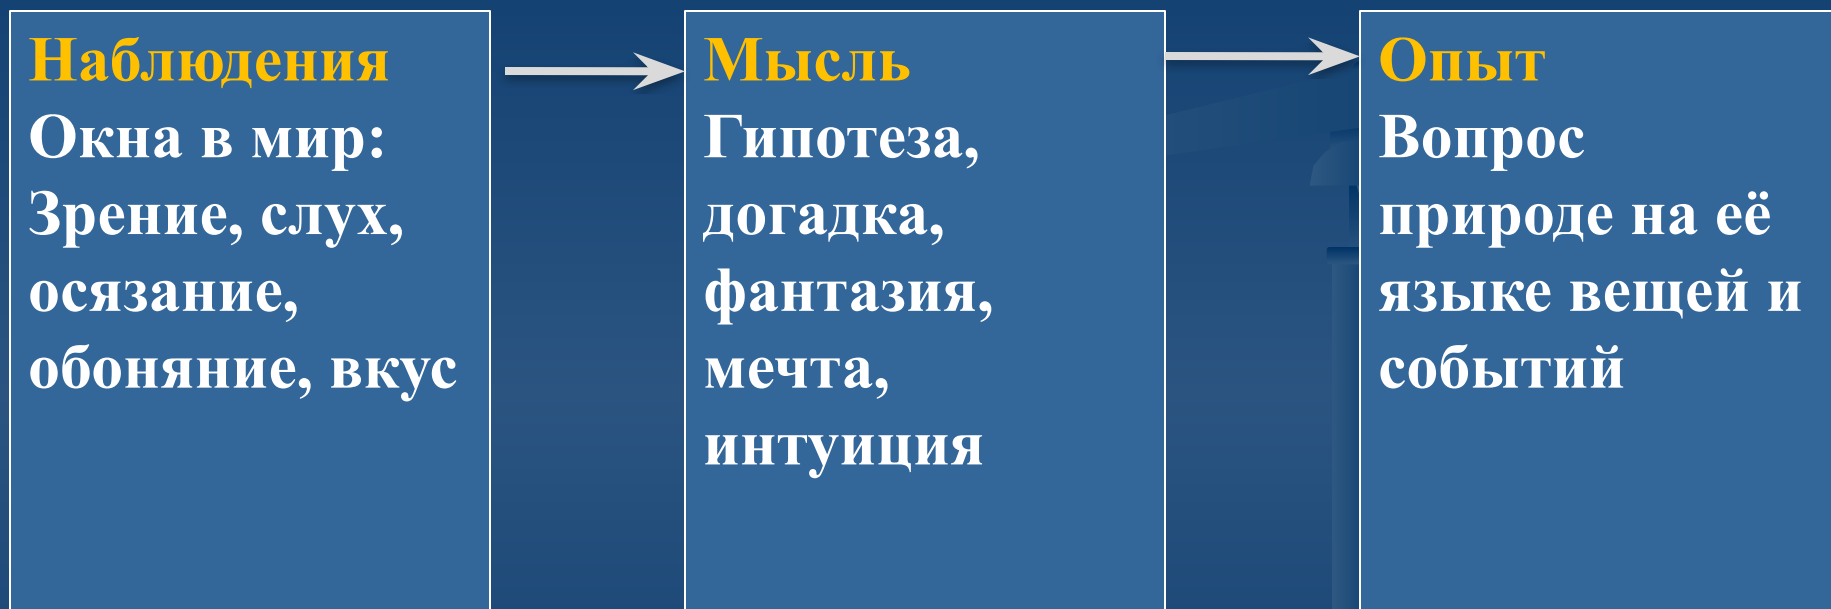 Наблюдения
Окна в мир:
Зрение, слух,
осязание,
обоняние, вкус
Мысль
Гипотеза,
догадка,
фантазия,
мечта,
интуиция
Опыт
Вопрос
природе на её
языке вещей и
событий